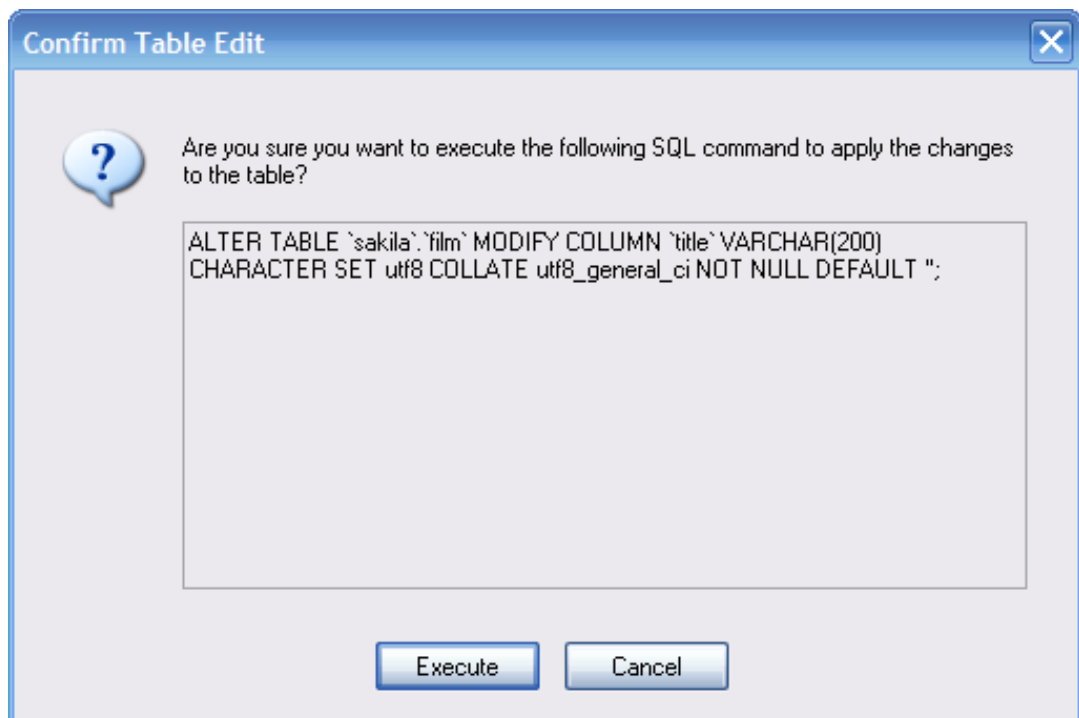 Confirm Table Edit
?
Are you sure you want to execute the following SQL command to apply the changes
to the table?
ALTER TABLE `sakila`.`film` MODIFY COLUMN `title` VARCHAR(200)
CHARACTER SET utf8 COLLATE utf8_general_ci NOT NULL DEFAULT '';
Execute Cancel